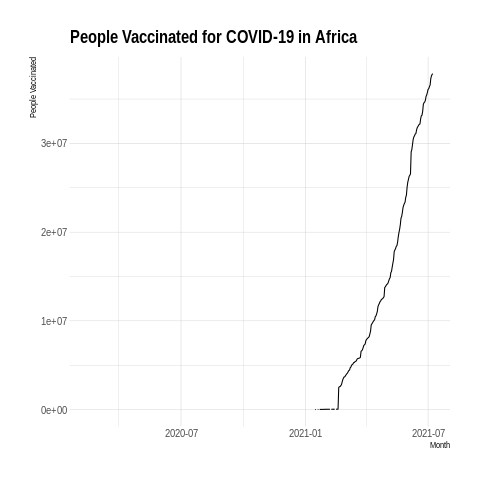 People Vaccinated for COVID-19 in Africa
People Vaccinated
3e+07
2e+07
1e+07
0e+00
2020-07
2021-01
2021-07
Month